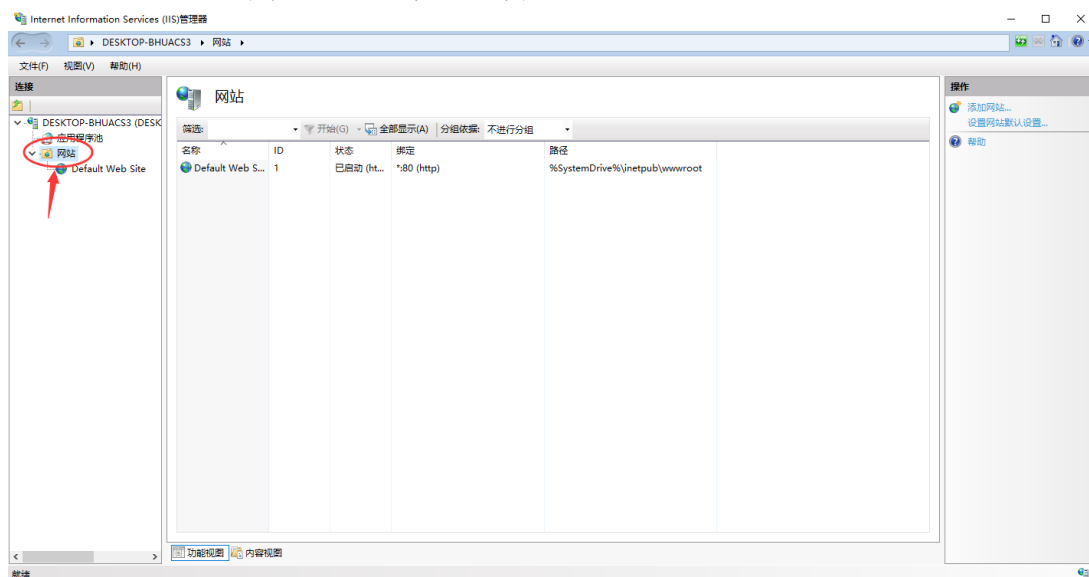 Internet Information Services (IIS)管理器
DESKTOP-BHUACS3 网站
文件(F) 视图(V) 帮助(H)
连接
DESKTOP-BHUACS3 (DESK
应用程序池
网站
Default Web Site
网站
筛选: 开始(G) 全部显示(A) 分组依据: 不进行分组
名称 ID 状态 绑定 路径
Default Web S... 1 已启动 (ht... *:80 (http) %SystemDrive%\inetpub\wwwroot
功能视图 内容视图
操作
添加网站...
设置网站默认设置...
帮助
就绪